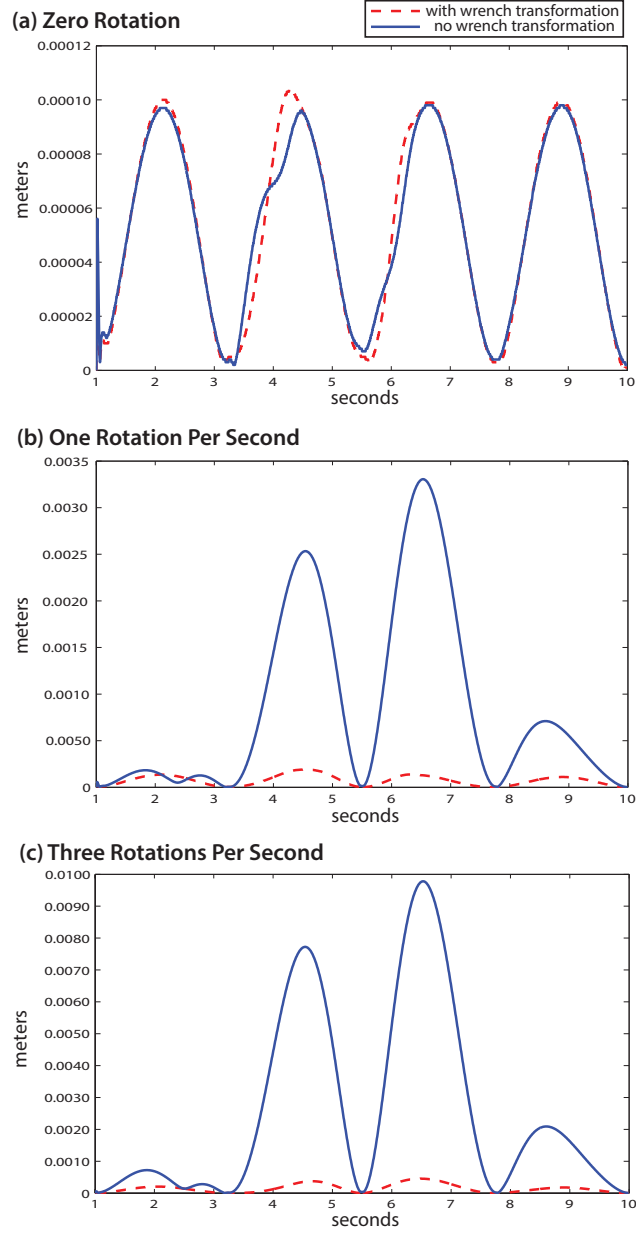 (a) Zero Rotation
with wrench transformation
no wrench transformation
0.00012
0.00010
0.00008
0.00006
0.00004
0.00002
0
meters
1 2 3 4 5 6 7 8 9 10
seconds
(b) One Rotation Per Second
0.0035
0.0030
0.0025
0.0020
0.0015
0.0010
0.0050
0
meters
1 2 3 4 5 6 7 8 9 10
seconds
(c) Three Rotations Per Second
0.0100
0.0090
0.0080
0.0070
0.0060
0.0050
0.0040
0.0030
0.0020
0.0010
0
meters
1 2 3 4 5 6 7 8 9 10
seconds